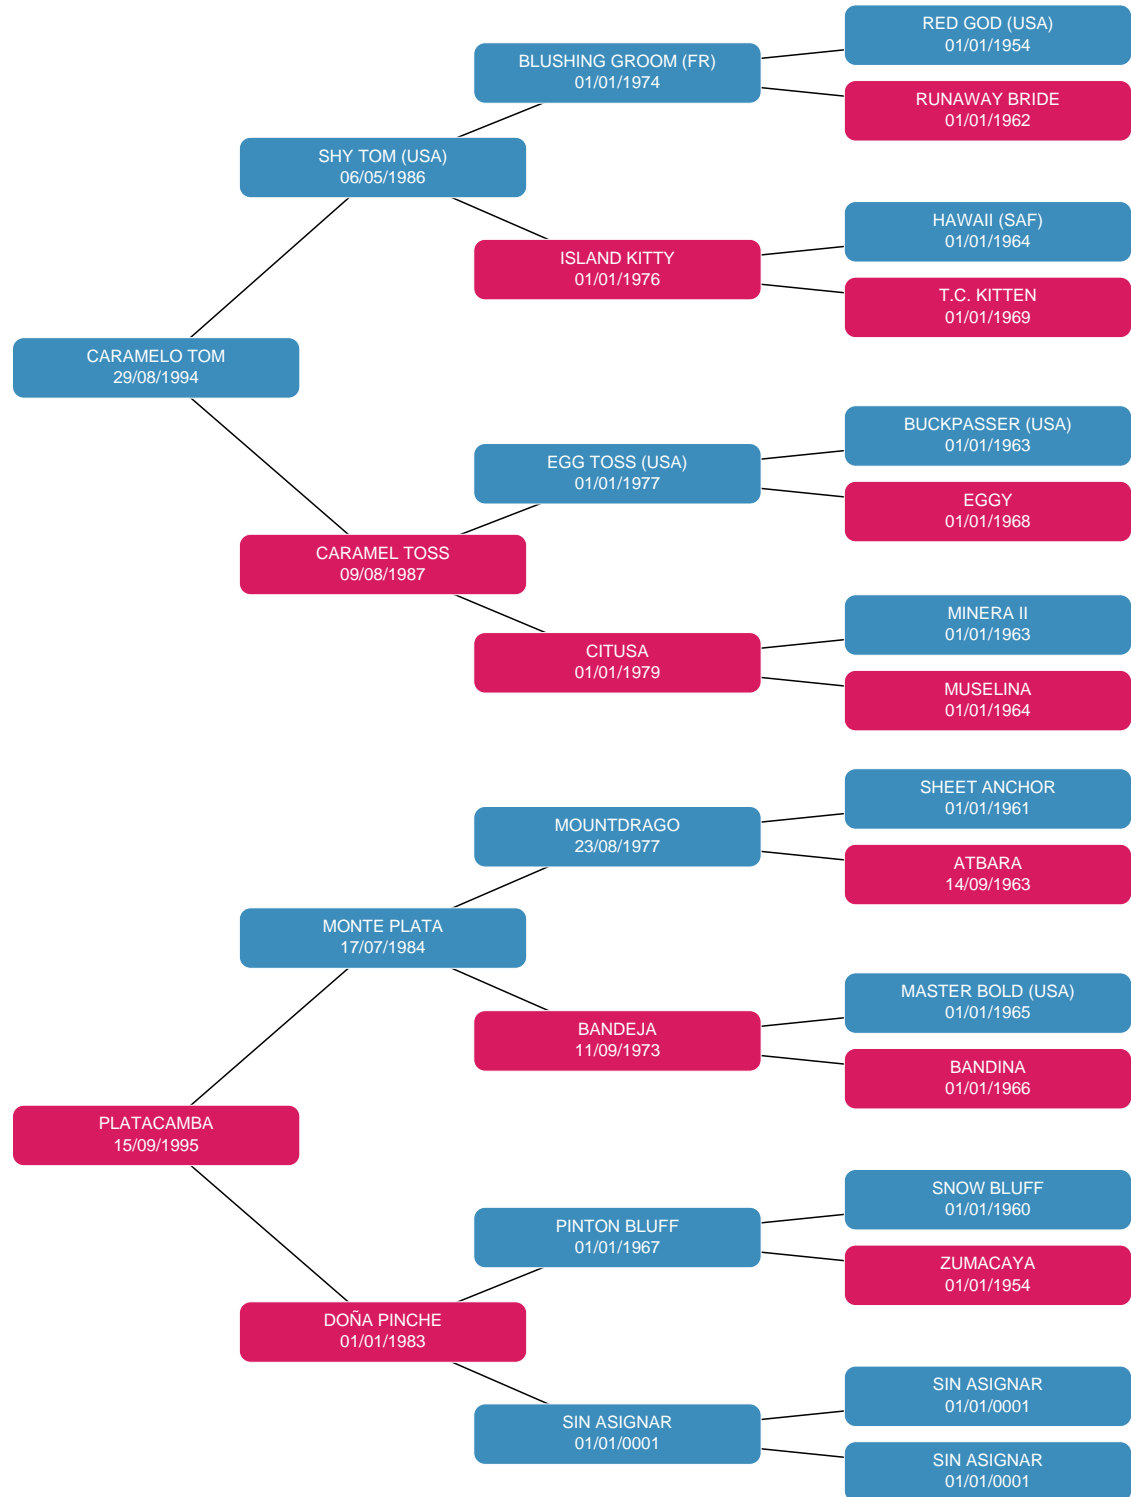 RED GOD (USA)
01/01/1954
BLUSHING GROOM (FR)
01/01/1974
RUNAWAY BRIDE
01/01/1962
SHY TOM (USA)
06/05/1986
HAWAII (SAF)
01/01/1964
ISLAND KITTY
01/01/1976
T.C. KITTEN
01/01/1969
CARAMELO TOM
29/08/1994
BUCKPASSER (USA)
01/01/1963
EGG TOSS (USA)
01/01/1977
EGGY
01/01/1968
CARAMEL TOSS
09/08/1987
MINERA II
01/01/1963
CITUSA
01/01/1979
MUSELINA
01/01/1964
SHEET ANCHOR
01/01/1961
MOUNTDRAGO
23/08/1977
ATBARA
14/09/1963
MONTE PLATA
17/07/1984
MASTER BOLD (USA)
01/01/1965
BANDEJA
11/09/1973
BANDINA
01/01/1966
PLATACAMBA
15/09/1995
SNOW BLUFF
01/01/1960
PINTON BLUFF
01/01/1967
ZUMACAYA
01/01/1954
DOÑA PINCHE
01/01/1983
SIN ASIGNAR
01/01/0001
SIN ASIGNAR
01/01/0001
SIN ASIGNAR
01/01/0001